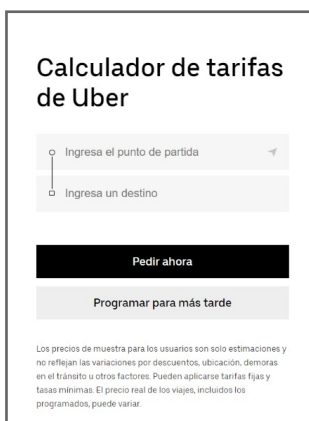 Calculador de tarifas
de Uber
Ingresa el punto de partida
Ingresa un destino
Pedir ahora
Programar para más tarde
Los precios de muestra para los usuarios son solo estimaciones y
no reflejan las variaciones por descuentos, ubicación, demoras
en el tránsito u otros factores. Pueden aplicarse tarifas fijas y
tasas mínimas. El precio real de los viajes, incluidos los
programados, puede variar.